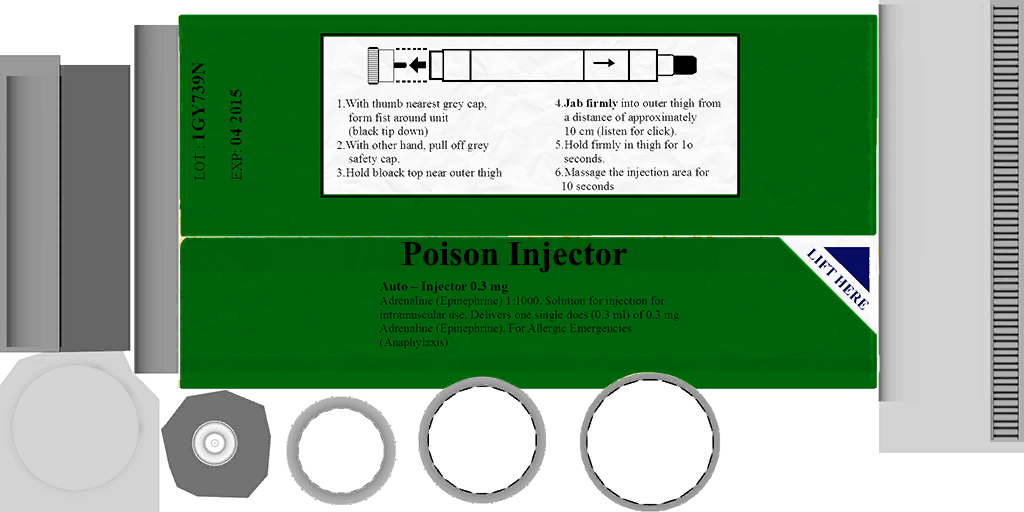 LOT : 1GY739N
EXP: 04 2015
1.With thumb nearest grey cap,
form fist around unit
(black tip down)
2.With other hand, pull off grey
safety cap.
3.Hold bloack top near outer thigh
4.Jab firmly into outer thigh from
a distance of approximately
10 cm (listen for click).
5.Hold firmly in thigh for 1o
seconds.
6.Massage the injection area for
10 seconds
Poison Injector
Auto – Injector 0.3 mg
Adrenaline (Epinephrine) 1:1000. Solution for injection for
intramuscular use. Delivers one single does (0.3 ml) of 0.3 mg
Adrenaline (Epinephrine). For Allergic Emergencies
(Anaphylaxis)
LIFT HERE